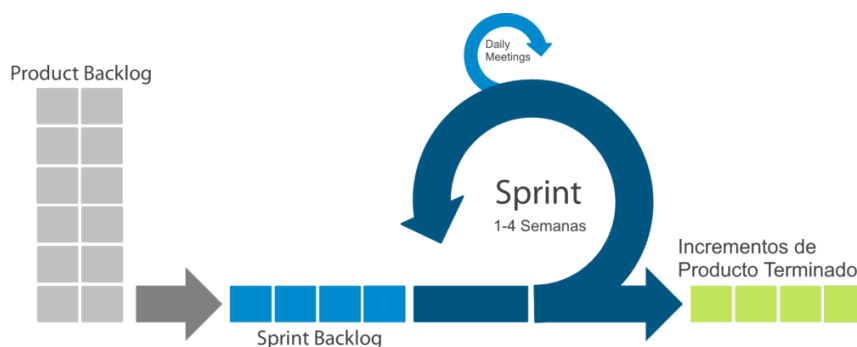 Product Backlog
Daily
Meetings
Sprint
1-4 Semanas
Incrementos de
Producto Terminado
Sprint Backlog